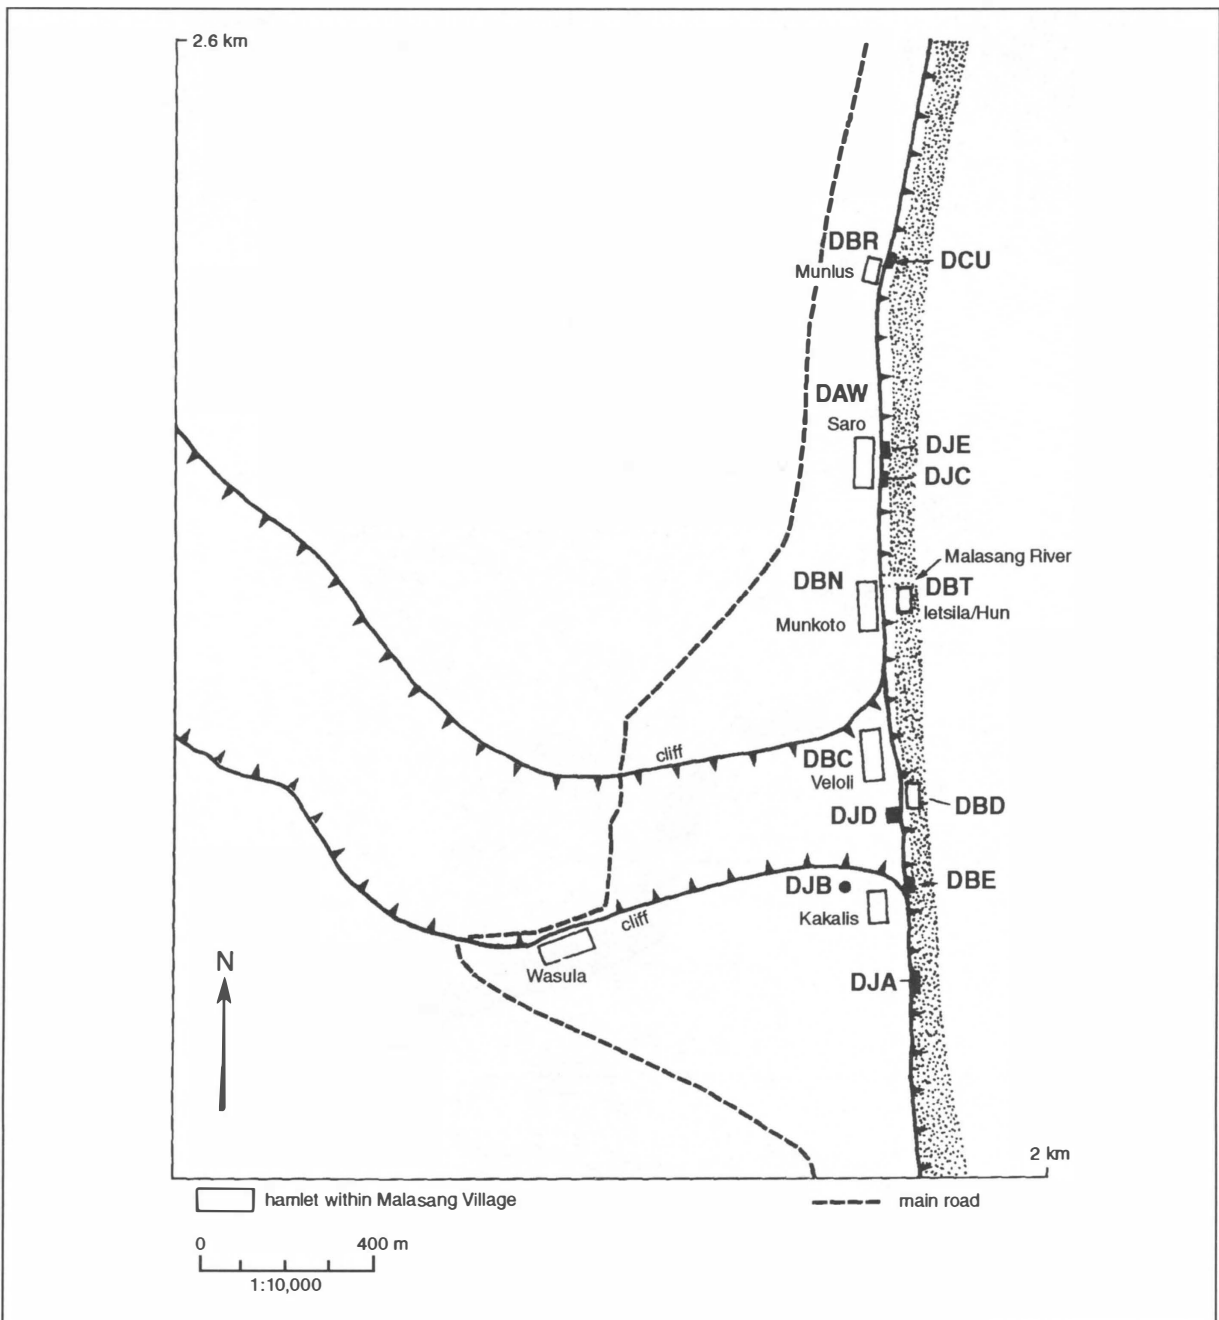 2.6 km
DBR
Munlus
DCU
DAW
Saro
DJE
DJC
Malasang River
DBN
DBT
Ietsila/Hun
Munkoto
cliff
DBC
Veloli
DBD
DJD
DJB
DBE
Kakalis
cliff
Wasula
N
DJA
2 km
hamlet within Malasang Village
main road
0 400 m
1:10,000